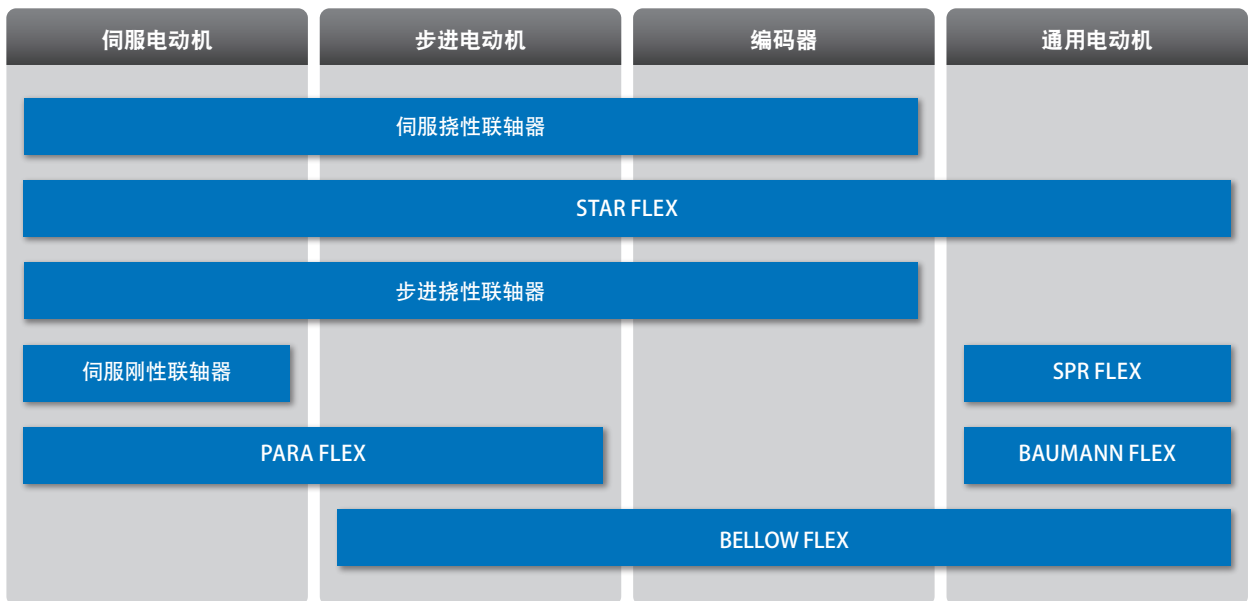 伺服电动机
步进电动机
编码器
通用电动机
伺服挠性联轴器
STAR FLEX
步进挠性联轴器
伺服刚性联轴器
SPR FLEX
PARA FLEX
BAUMANN FLEX
BELLOW FLEX